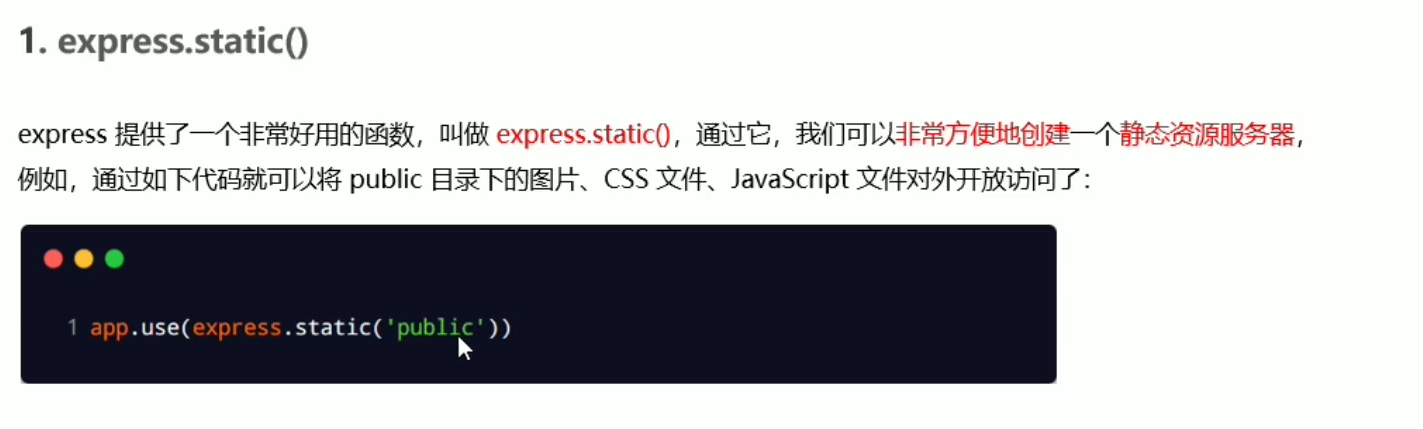 1. express.static()
express 提供了一个非常好用的函数，叫做 express.static()，通过它，我们可以非常方便地创建一个静态资源服务器，
例如，通过如下代码就可以将 public 目录下的图片、CSS 文件、JavaScript 文件对外开放访问了：
1 app.use(express.static('public'))